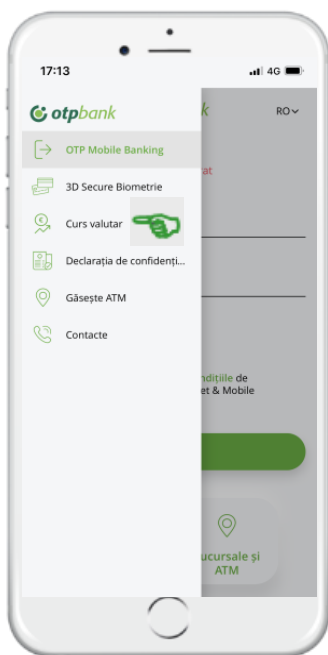 17:13
4G
otpbank
k
RO
OTP Mobile Banking
at
3D Secure Biometrie
Curs valutar
Declarația de confidenți...
Găsește ATM
Contacte
ndițiile de
et & Mobile
ucursale și
ATM